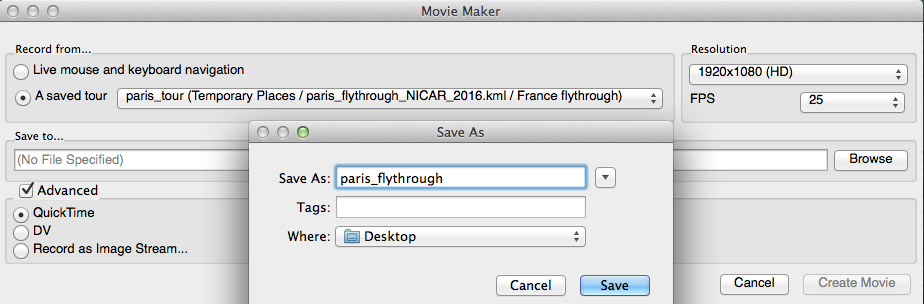 Movie Maker
Record from...
Live mouse and keyboard navigation
A saved tour
paris_tour (Temporary Places / paris_flythrough_NICAR_2016.kml / France flythrough)
Resolution
1920x1080 (HD)
FPS
25
Save to...
(No File Specified)
Browse
Advanced
QuickTime
DV
Record as Image Stream...
Save As
Save As: paris_flythrough
Tags:
Where: Desktop
Cancel
Save
Cancel
Create Movie